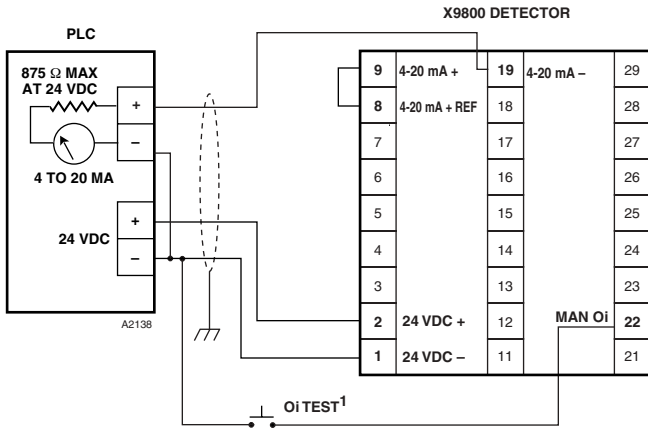 X9800 DETECTOR
PLC
875 Ω MAX
AT 24 VDC
+
–
4 TO 20 MA
+
24 VDC
–
A2138
9 4-20 mA + 19 4-20 mA – 29
8 4-20 mA + REF 18 28
7 17 27
6 16 26
5 15 25
4 14 24
3 13 23
2 24 VDC + 12 MAN Oi 22
1 24 VDC – 11 21
Oi TEST1